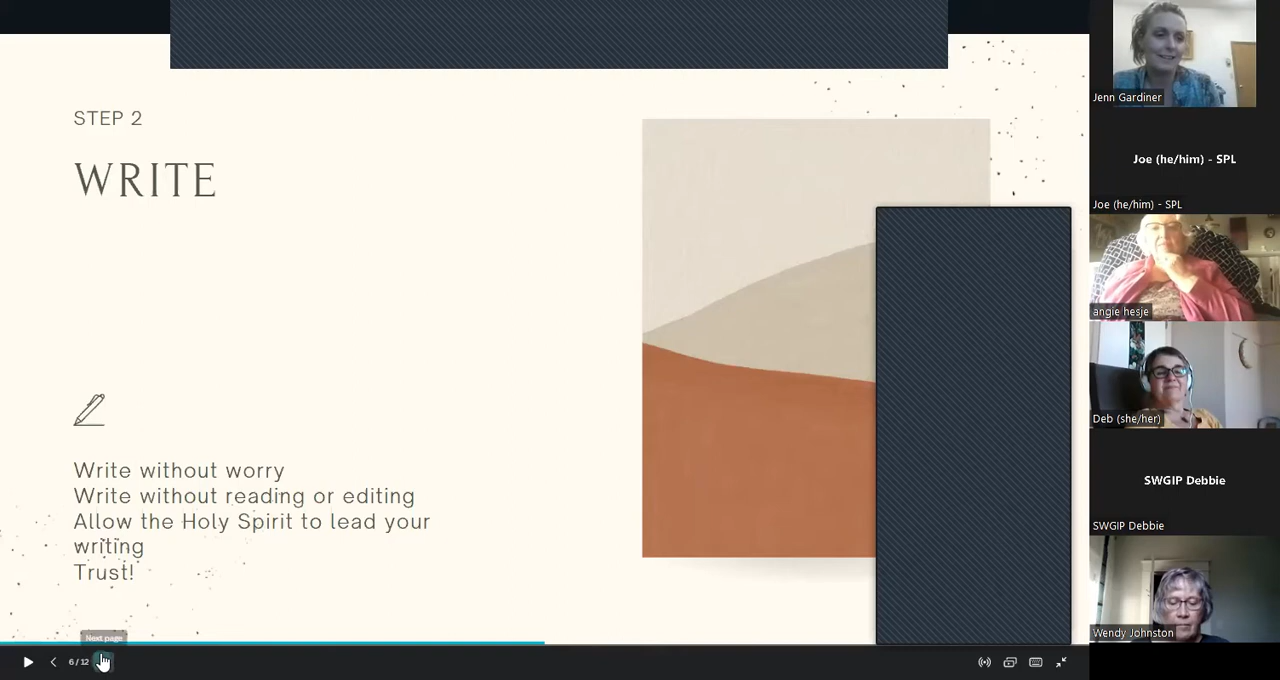 STEP 2
WRITE
Write without worry
Write without reading or editing
Allow the Holy Spirit to lead your
writing
Trust!
Next page
6 / 12
Jenn Gardiner
Joe (he/him) - SPL
Joe (he/him) - SPL
angie hesje
Deb (she/her)
SWGIP Debbie
SWGIP Debbie
Wendy Johnston